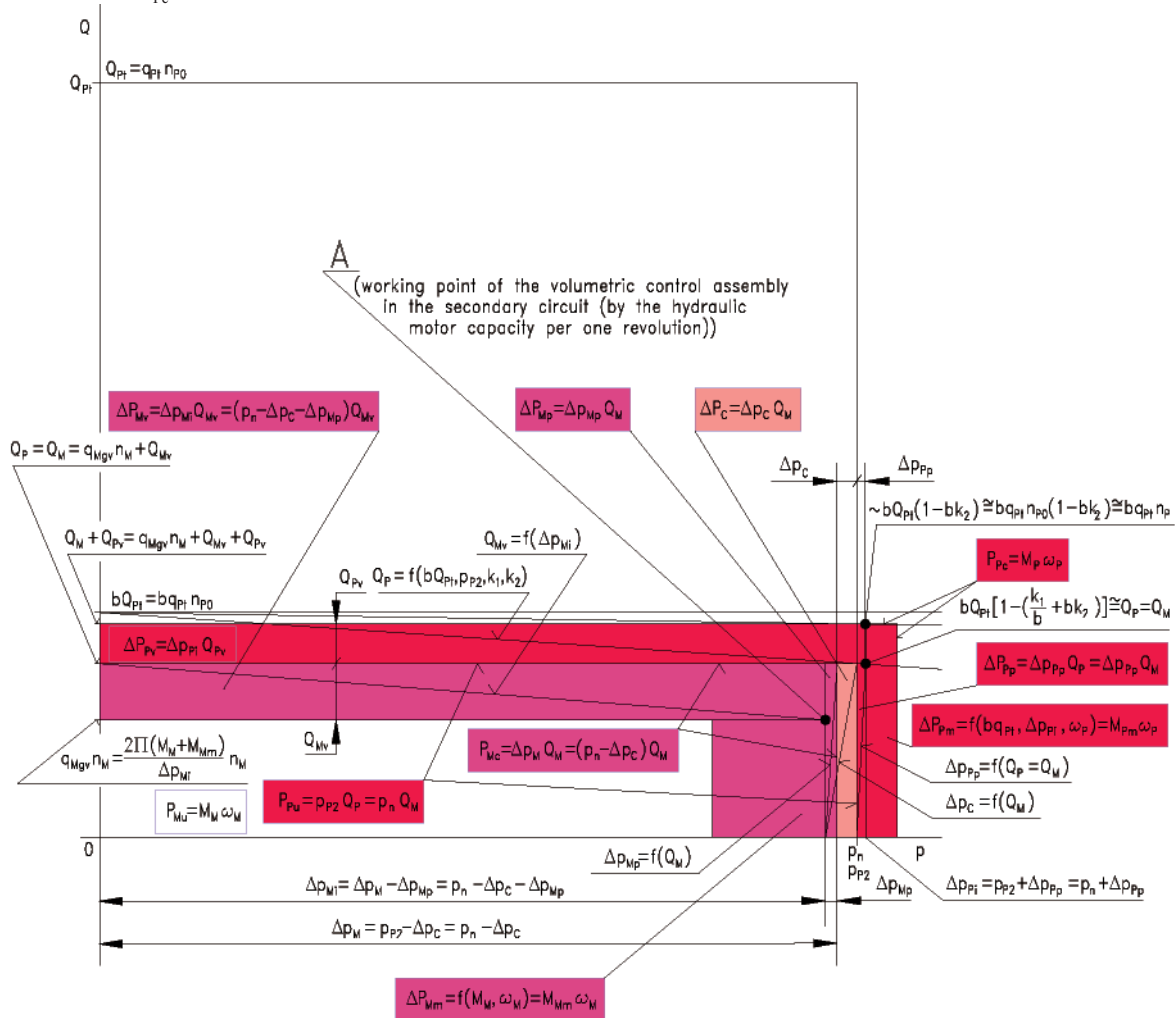 Pc
Q
Q_Pt = q_Pt n_P0
Q_Pt
A
(working point of the volumetric control assembly
in the secondary circuit (by the hydraulic
motor capacity per one revolution))
ΔP_Mv=Δp_Mi Q_Mv=(p_n-Δp_C-Δp_Mp)Q_Mv
ΔP_Mp=Δp_Mp Q_M
ΔP_C=Δp_C Q_M
Q_P=Q_M=q_Mgv n_M+Q_Mv
Δp_C
Δp_Pp
~bQ_Pt(1-bk_2)≅bq_Pt n_P0(1-bk_2)≅bq_Pt n_P
Q_M+Q_Pv=q_Mgv n_M+Q_Mv+Q_Pv
Q_Mv=f(Δp_Mi)
P_Pc=M_P ω_P
Q_Pv
Q_P=f(bQ_Pt,p_P2,k_1,k_2)
bQ_Pt=bq_Pt n_P0
bQ_Pt[1-(k_1/b+bk_2)]≅Q_P=Q_M
ΔP_Pv=Δp_P1 Q_Pv
ΔP_Pp=Δp_Pp Q_P=Δp_Pp Q_M
ΔP_Pm=f(bq_Pt,Δp_Pi,ω_P)=M_Pm ω_P
Q_Mv
P_Mc=Δp_M Q_M=(p_n-Δp_C)Q_M
q_Mgv n_M=2Π(M_M+M_Mm)/Δp_Mi n_M
Δp_Pp=f(Q_P=Q_M)
P_Mu=M_M ω_M
P_Pu=p_P2 Q_P=p_n Q_M
Δp_C=f(Q_M)
0
Δp_Mp=f(Q_M)
p_n
p
p_P2
Δp_Mi=Δp_M-Δp_Mp=p_n-Δp_C-Δp_Mp
Δp_Mp
Δp_Pi=p_P2+Δp_Pp=p_n+Δp_Pp
Δp_M=p_P2-Δp_C=p_n-Δp_C
ΔP_Mm=f(M_M,ω_M)=M_Mm ω_M